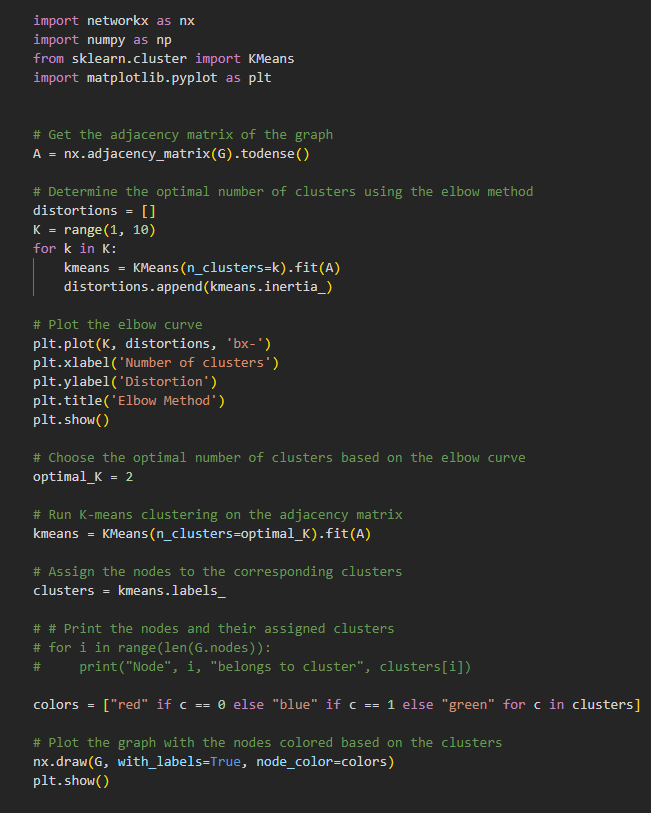 import networkx as nx
import numpy as np
from sklearn.cluster import KMeans
import matplotlib.pyplot as plt
# Get the adjacency matrix of the graph
A = nx.adjacency_matrix(G).todense()
# Determine the optimal number of clusters using the elbow method
distortions = []
K = range(1, 10)
for k in K:
    kmeans = KMeans(n_clusters=k).fit(A)
    distortions.append(kmeans.inertia_)
# Plot the elbow curve
plt.plot(K, distortions, 'bx-')
plt.xlabel('Number of clusters')
plt.ylabel('Distortion')
plt.title('Elbow Method')
plt.show()
# Choose the optimal number of clusters based on the elbow curve
optimal_K = 2
# Run K-means clustering on the adjacency matrix
kmeans = KMeans(n_clusters=optimal_K).fit(A)
# Assign the nodes to the corresponding clusters
clusters = kmeans.labels_
# # Print the nodes and their assigned clusters
# for i in range(len(G.nodes)):
#     print("Node", i, "belongs to cluster", clusters[i])
colors = ["red" if c == 0 else "blue" if c == 1 else "green" for c in clusters]
# Plot the graph with the nodes colored based on the clusters
nx.draw(G, with_labels=True, node_color=colors)
plt.show()